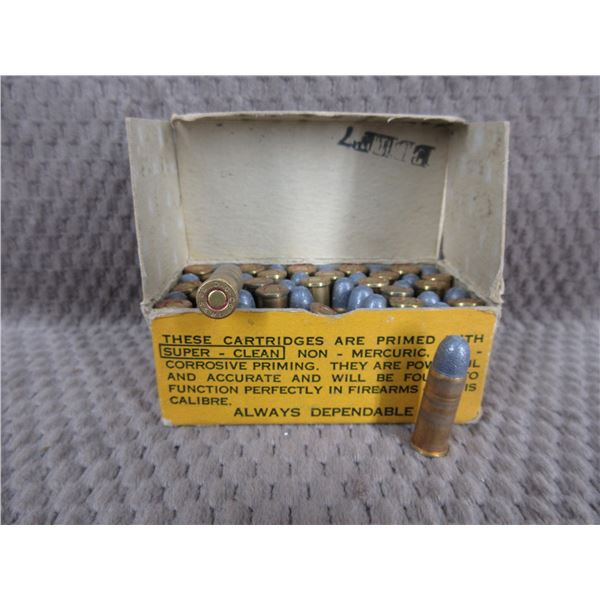 THESE CARTRIDGES ARE PRIMED WITH
SUPER - CLEAN NON - MERCURIC,
CORROSIVE PRIMING. THEY ARE
AND ACCURATE AND WILL BE
FUNCTION PERFECTLY IN FIREARMS
CALIBRE.
ALWAYS DEPENDABLE